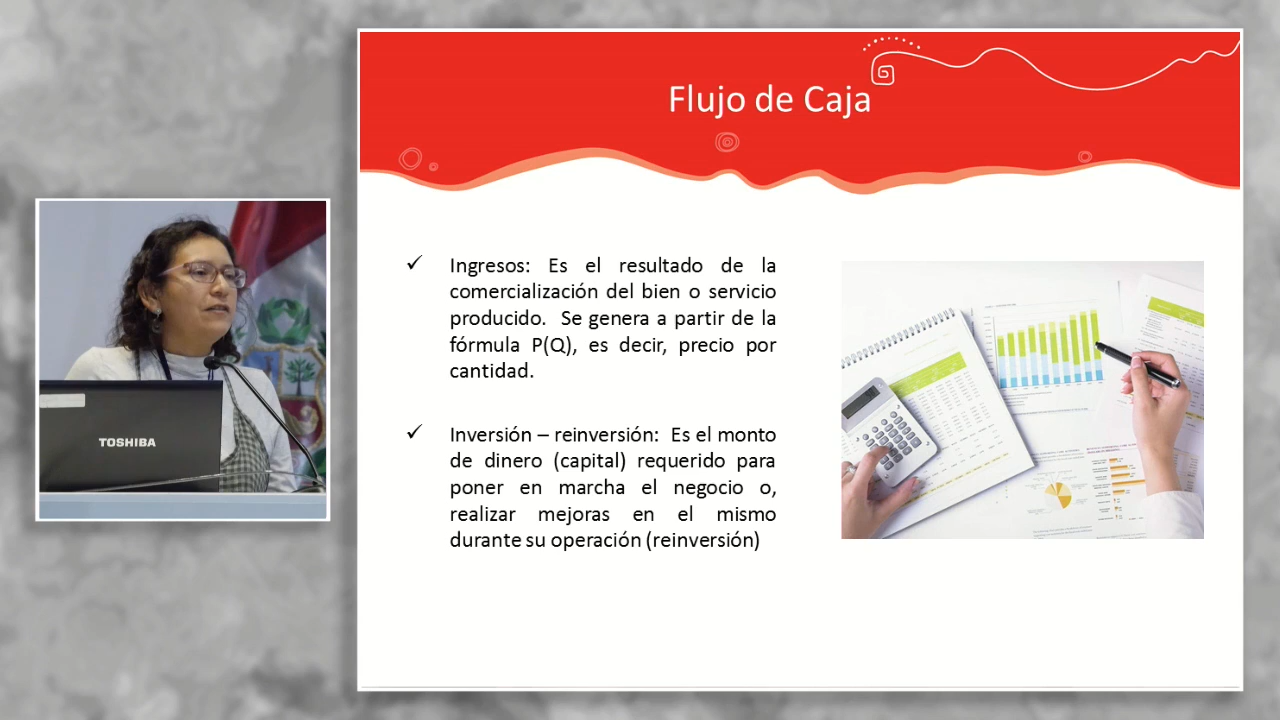 Flujo de Caja
✓ Ingresos: Es el resultado de la
comercialización del bien o servicio
producido. Se genera a partir de la
fórmula P(Q), es decir, precio por
cantidad.
✓ Inversión – reinversión: Es el monto
de dinero (capital) requerido para
poner en marcha el negocio o,
realizar mejoras en el mismo
durante su operación (reinversión)
TOSHIBA